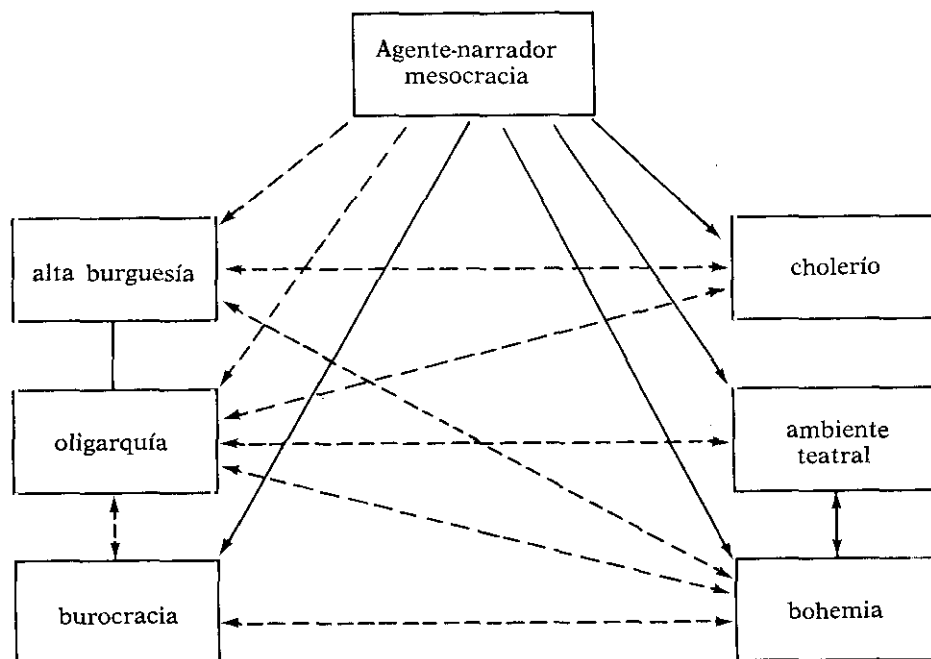 Agente-narrador
mesocracia
alta burguesía
cholerío
oligarquía
ambiente
teatral
burocracia
bohemia